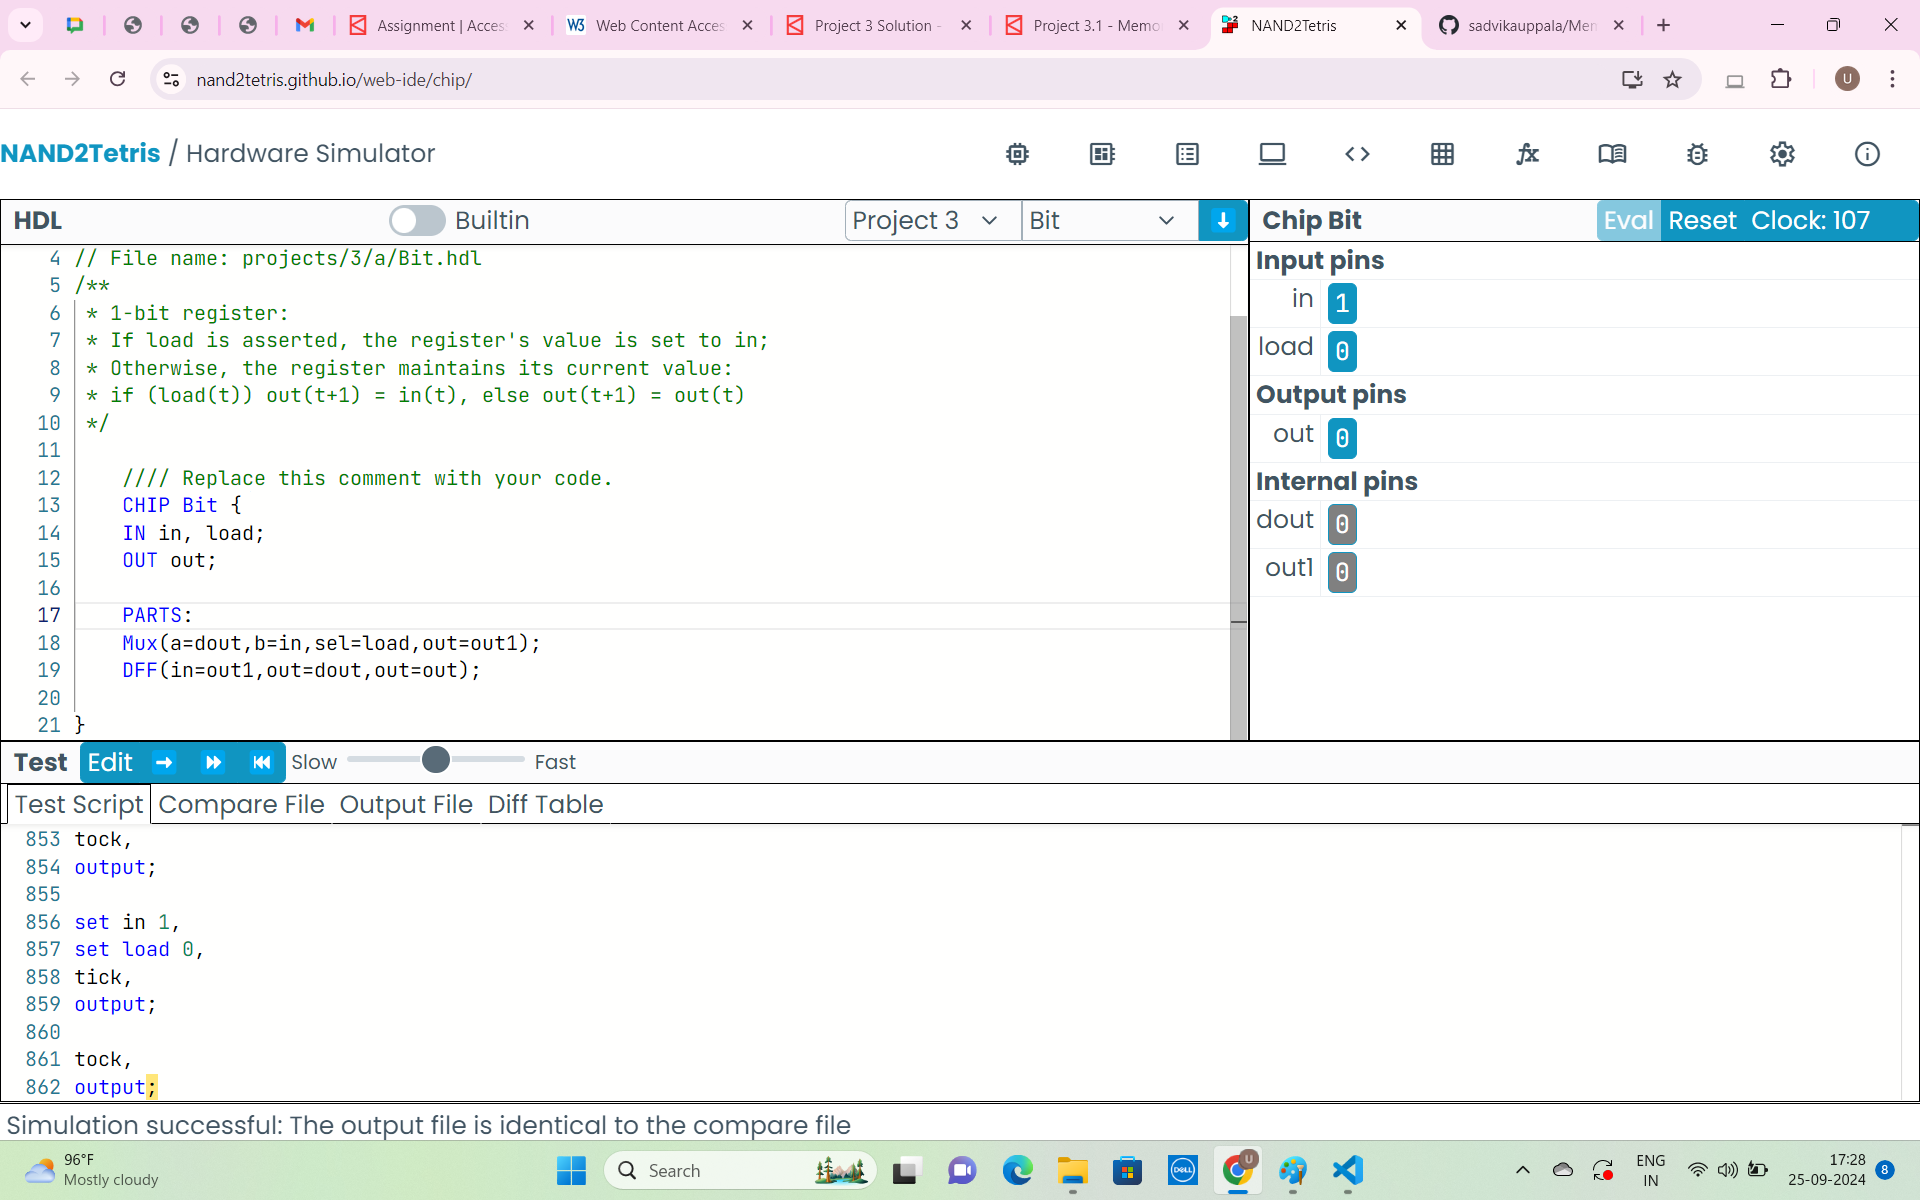 Assignment | Acces
Web Content Acces
Project 3 Solution -
Project 3.1 - Memo
NAND2Tetris
sadvikauppala/Mem
nand2tetris.github.io/web-ide/chip/
U
NAND2Tetris / Hardware Simulator
HDL
Builtin
Project 3
Bit
4 // File name: projects/3/a/Bit.hdl
5 /**
6 * 1-bit register:
7 * If load is asserted, the register's value is set to in;
8 * Otherwise, the register maintains its current value:
9 * if (load(t)) out(t+1) = in(t), else out(t+1) = out(t)
10 */
11
12 //// Replace this comment with your code.
13 CHIP Bit {
14 IN in, load;
15 OUT out;
16
17 PARTS:
18 Mux(a=dout,b=in,sel=load,out=out1);
19 DFF(in=out1,out=dout,out=out);
20
21 }
Chip Bit
Eval Reset Clock: 107
Input pins
in 1
load 0
Output pins
out 0
Internal pins
dout 0
out1 0
Test Edit
Slow
Fast
Test Script Compare File Output File Diff Table
853 tock,
854 output;
855
856 set in 1,
857 set load 0,
858 tick,
859 output;
860
861 tock,
862 output;
Simulation successful: The output file is identical to the compare file
96°F
Mostly cloudy
Search
DELL
U
ENG
IN
17:28
25-09-2024
8